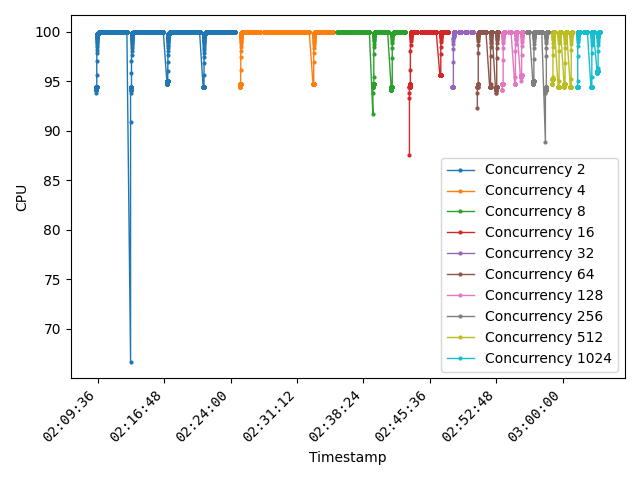 100
95
90
85
80
75
70
CPU
Concurrency 2
Concurrency 4
Concurrency 8
Concurrency 16
Concurrency 32
Concurrency 64
Concurrency 128
Concurrency 256
Concurrency 512
Concurrency 1024
02:09:36
02:16:48
02:24:00
02:31:12
02:38:24
02:45:36
02:52:48
03:00:00
Timestamp